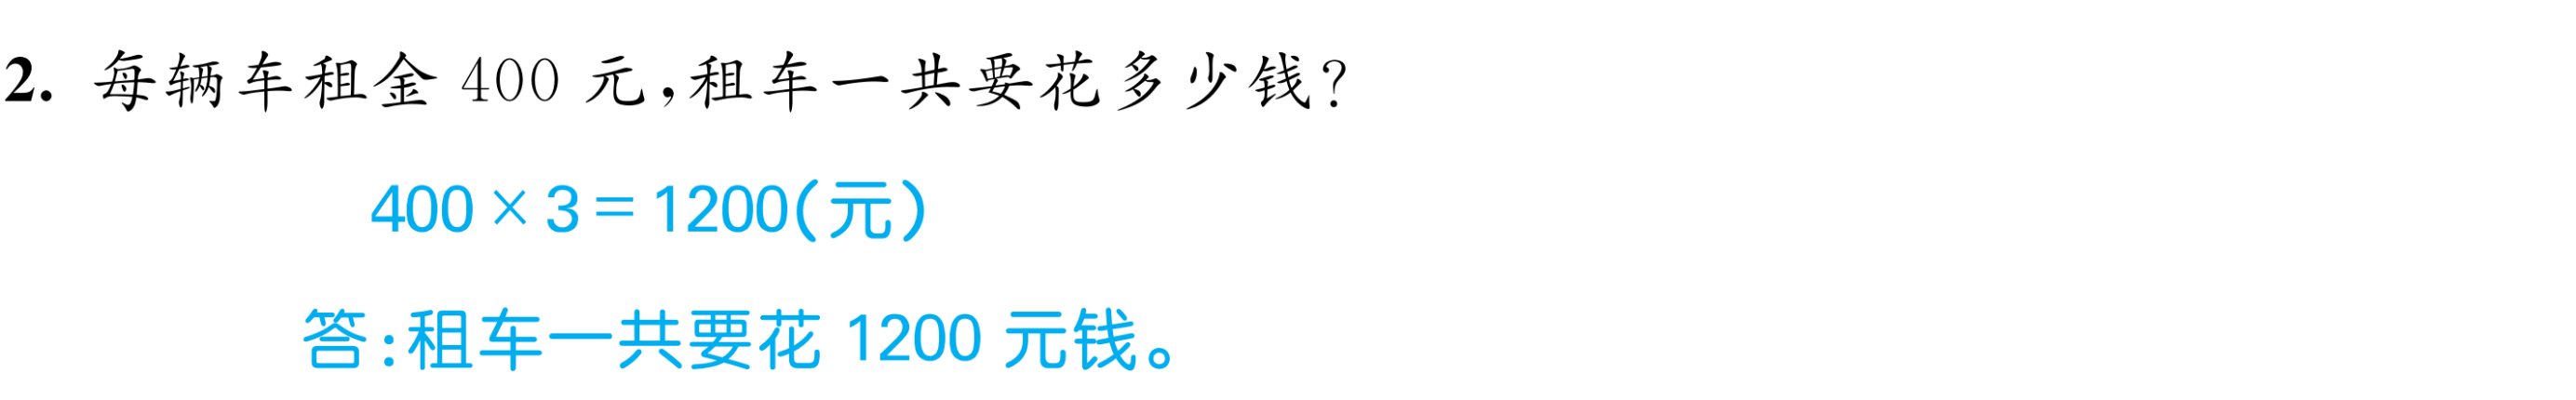 2. 每辆车租金 400 元,租车一共要花多少钱?
400 × 3 = 1200(元)
答:租车一共要花 1200 元钱。